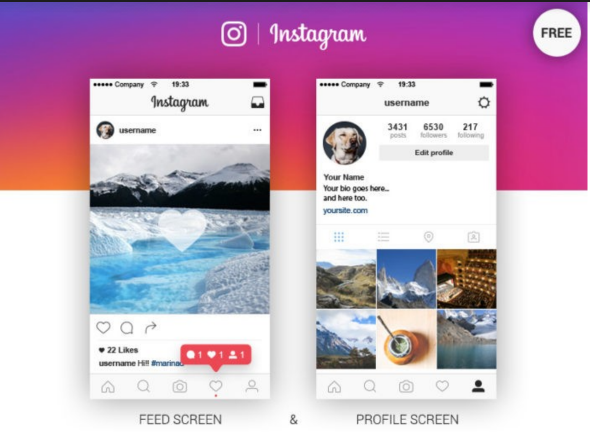 Instagram
FREE
Company 19:33
Instagram
username
22 Likes
username Hi!!
1 1 1
FEED SCREEN
&
Company 19:33
username
3431 6530 217
posts followers following
Edit profile
Your Name
Your bio goes here...
and here too.
yoursite.com
PROFILE SCREEN